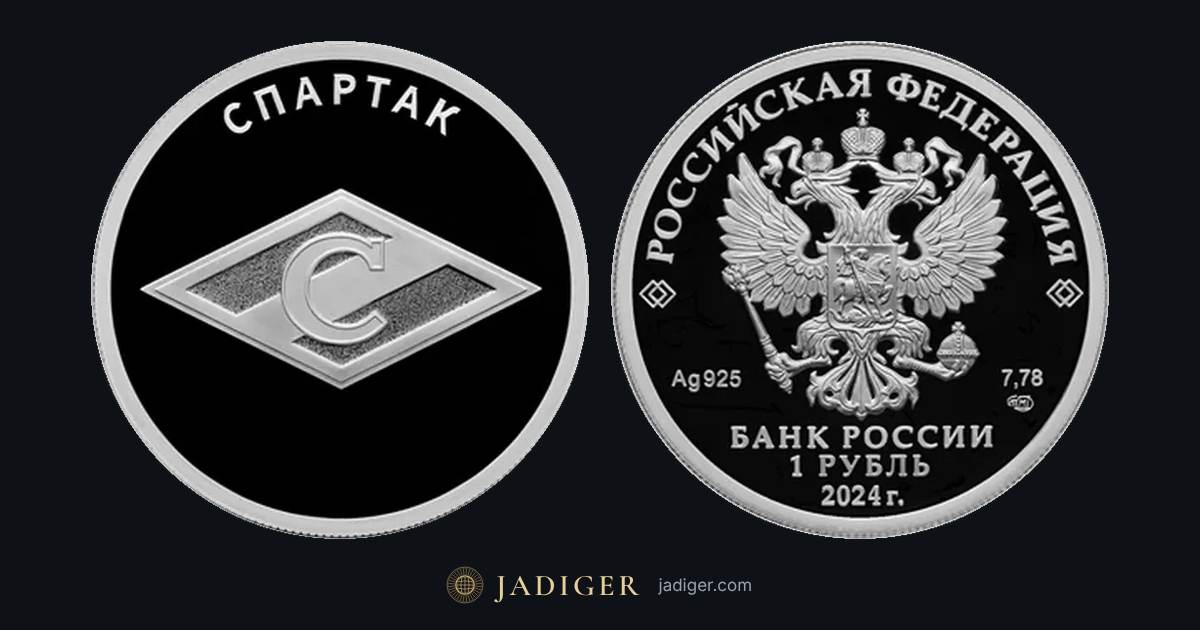 СПАРТАК
С
РОССИЙСКАЯ ФЕДЕРАЦИЯ
Ag925
7,78
БАНК РОССИИ
1 РУБЛЬ
2024 г.
JADIGER jadiger.com